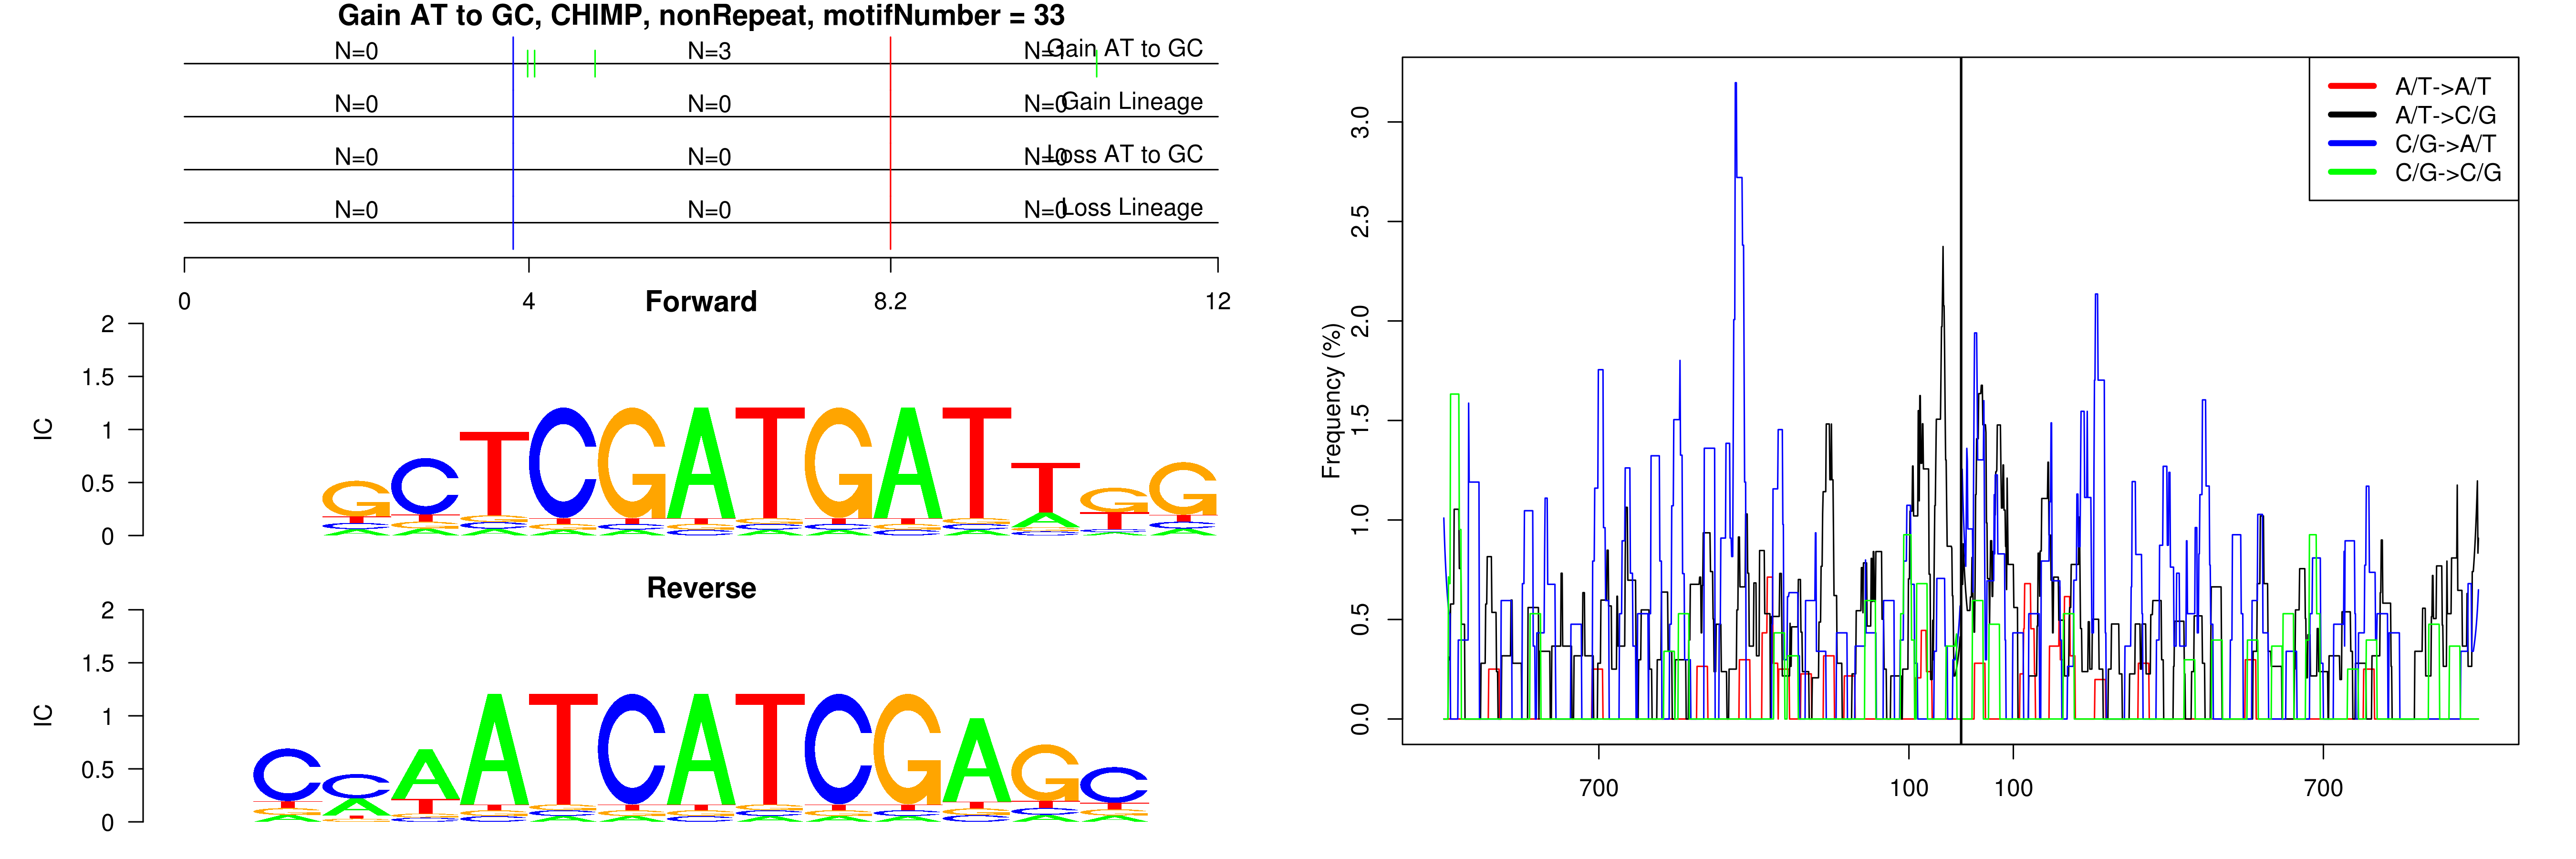 Gain AT to GC, CHIMP, nonRepeat, motifNumber = 33
N=0 N=3 N=1 Gain AT to GC
N=0 N=0 N=0 Gain Lineage
N=0 N=0 N=0 Loss AT to GC
N=0 N=0 N=0 Loss Lineage
0 4 8.2 12
Forward
IC
2
1.5
1
0.5
0
GCTCGATGATTGG
Reverse
IC
2
1.5
1
0.5
0
CCAATCATCGAGC
Frequency (%)
3.0
2.5
2.0
1.5
1.0
0.5
0.0
700 100 100 700
A/T->A/T
A/T->C/G
C/G->A/T
C/G->C/G